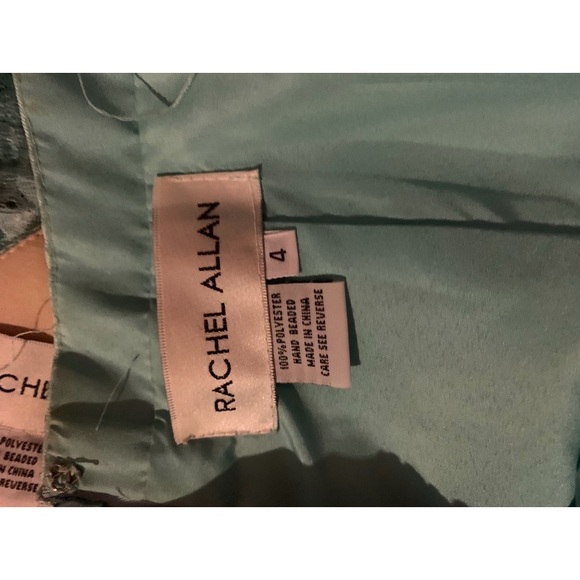 RACHEL ALLAN
4
100% POLYESTER
HAND BEADED
MADE IN CHINA
CARE SEE REVERSE
CHE
POLYESTER
BEADED
IN CHINA
REVERSE